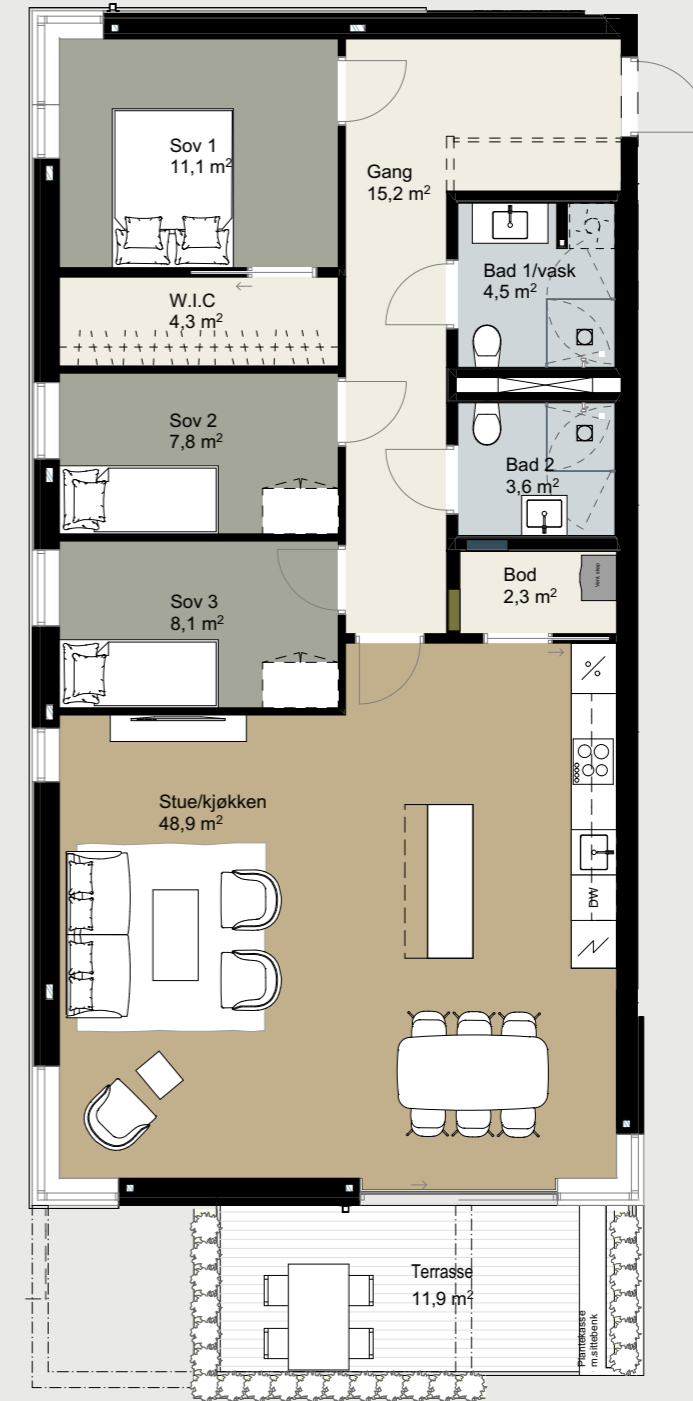 Sov 1
11,1 m²
Gang
15,2 m²
Bad 1/vask
4,5 m²
W.I.C
4,3 m²
Sov 2
7,8 m²
Bad 2
3,6 m²
Bod
2,3 m²
Vent. skap
Sov 3
8,1 m²
Stue/kjøkken
48,9 m²
DW
Terrasse
11,9 m²
Plantekasse
m.sittebenk